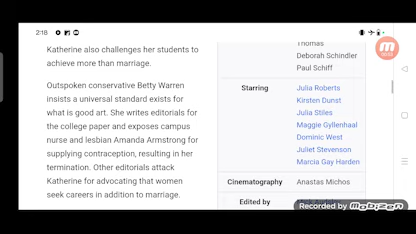 2:18
Katherine also challenges her students to
achieve more than marriage.
Outspoken conservative Betty Warren
insists a universal standard exists for
what is good art. She writes editorials for
the college paper and exposes campus
nurse and lesbian Amanda Armstrong for
supplying contraception, resulting in her
termination. Other editorials attack
Katherine for advocating that women
seek careers in addition to marriage.
Thomas
Deborah Schindler
Paul Schiff
Starring
Julia Roberts
Kirsten Dunst
Julia Stiles
Maggie Gyllenhaal
Dominic West
Juliet Stevenson
Marcia Gay Harden
Cinematography
Anastas Michos
Edited by
Recorded by Mobizen